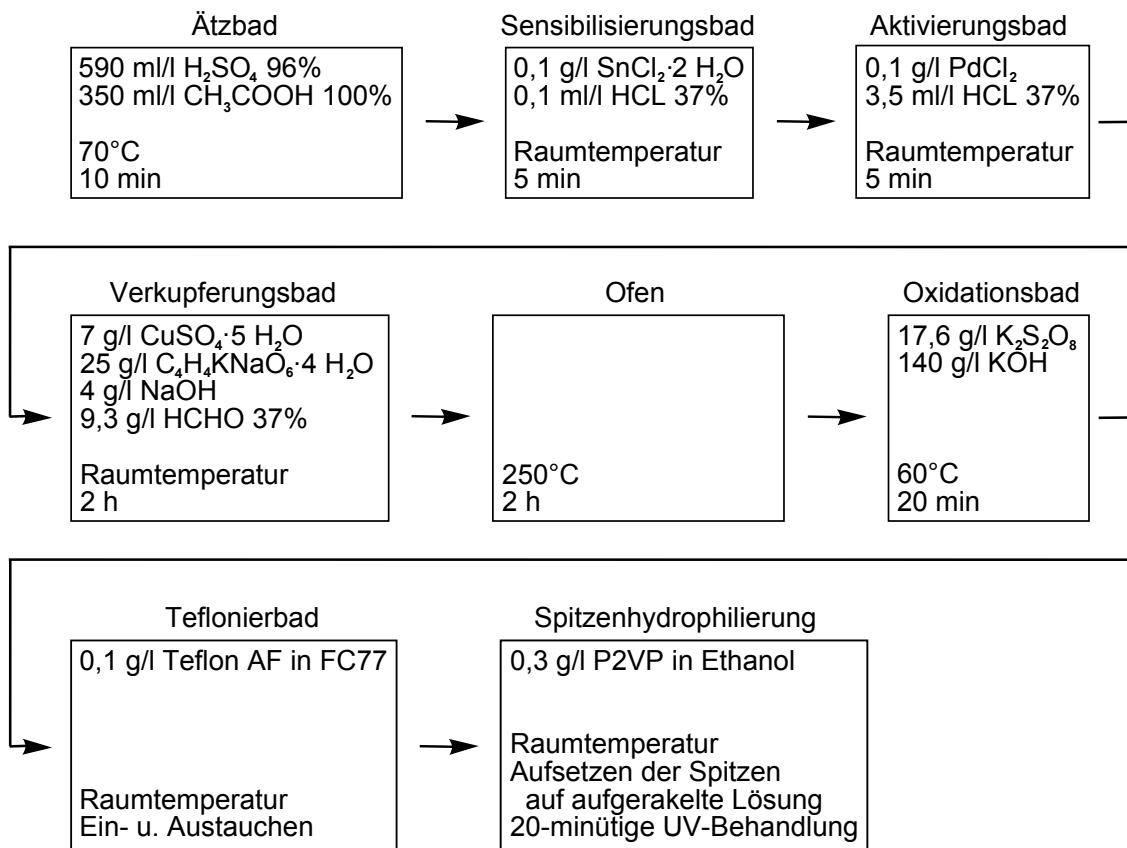 Ätzbad
590 ml/l H₂SO₄ 96%
350 ml/l CH₃COOH 100%
70°C
10 min
Sensibilisierungsbad
0,1 g/l SnCl₂·2 H₂O
0,1 ml/l HCL 37%
Raumtemperatur
5 min
Aktivierungsbad
0,1 g/l PdCl₂
3,5 ml/l HCL 37%
Raumtemperatur
5 min
Verkupferungsbad
7 g/l CuSO₄·5 H₂O
25 g/l C₄H₄KNaO₆·4 H₂O
4 g/l NaOH
9,3 g/l HCHO 37%
Raumtemperatur
2 h
Ofen
250°C
2 h
Oxidationsbad
17,6 g/l K₂S₂O₈
140 g/l KOH
60°C
20 min
Teflonierbad
0,1 g/l Teflon AF in FC77
Raumtemperatur
Ein- u. Austauchen
Spitzenhydrophilierung
0,3 g/l P2VP in Ethanol
Raumtemperatur
Aufsetzen der Spitzen
auf aufgerakelte Lösung
20-minütige UV-Behandlung